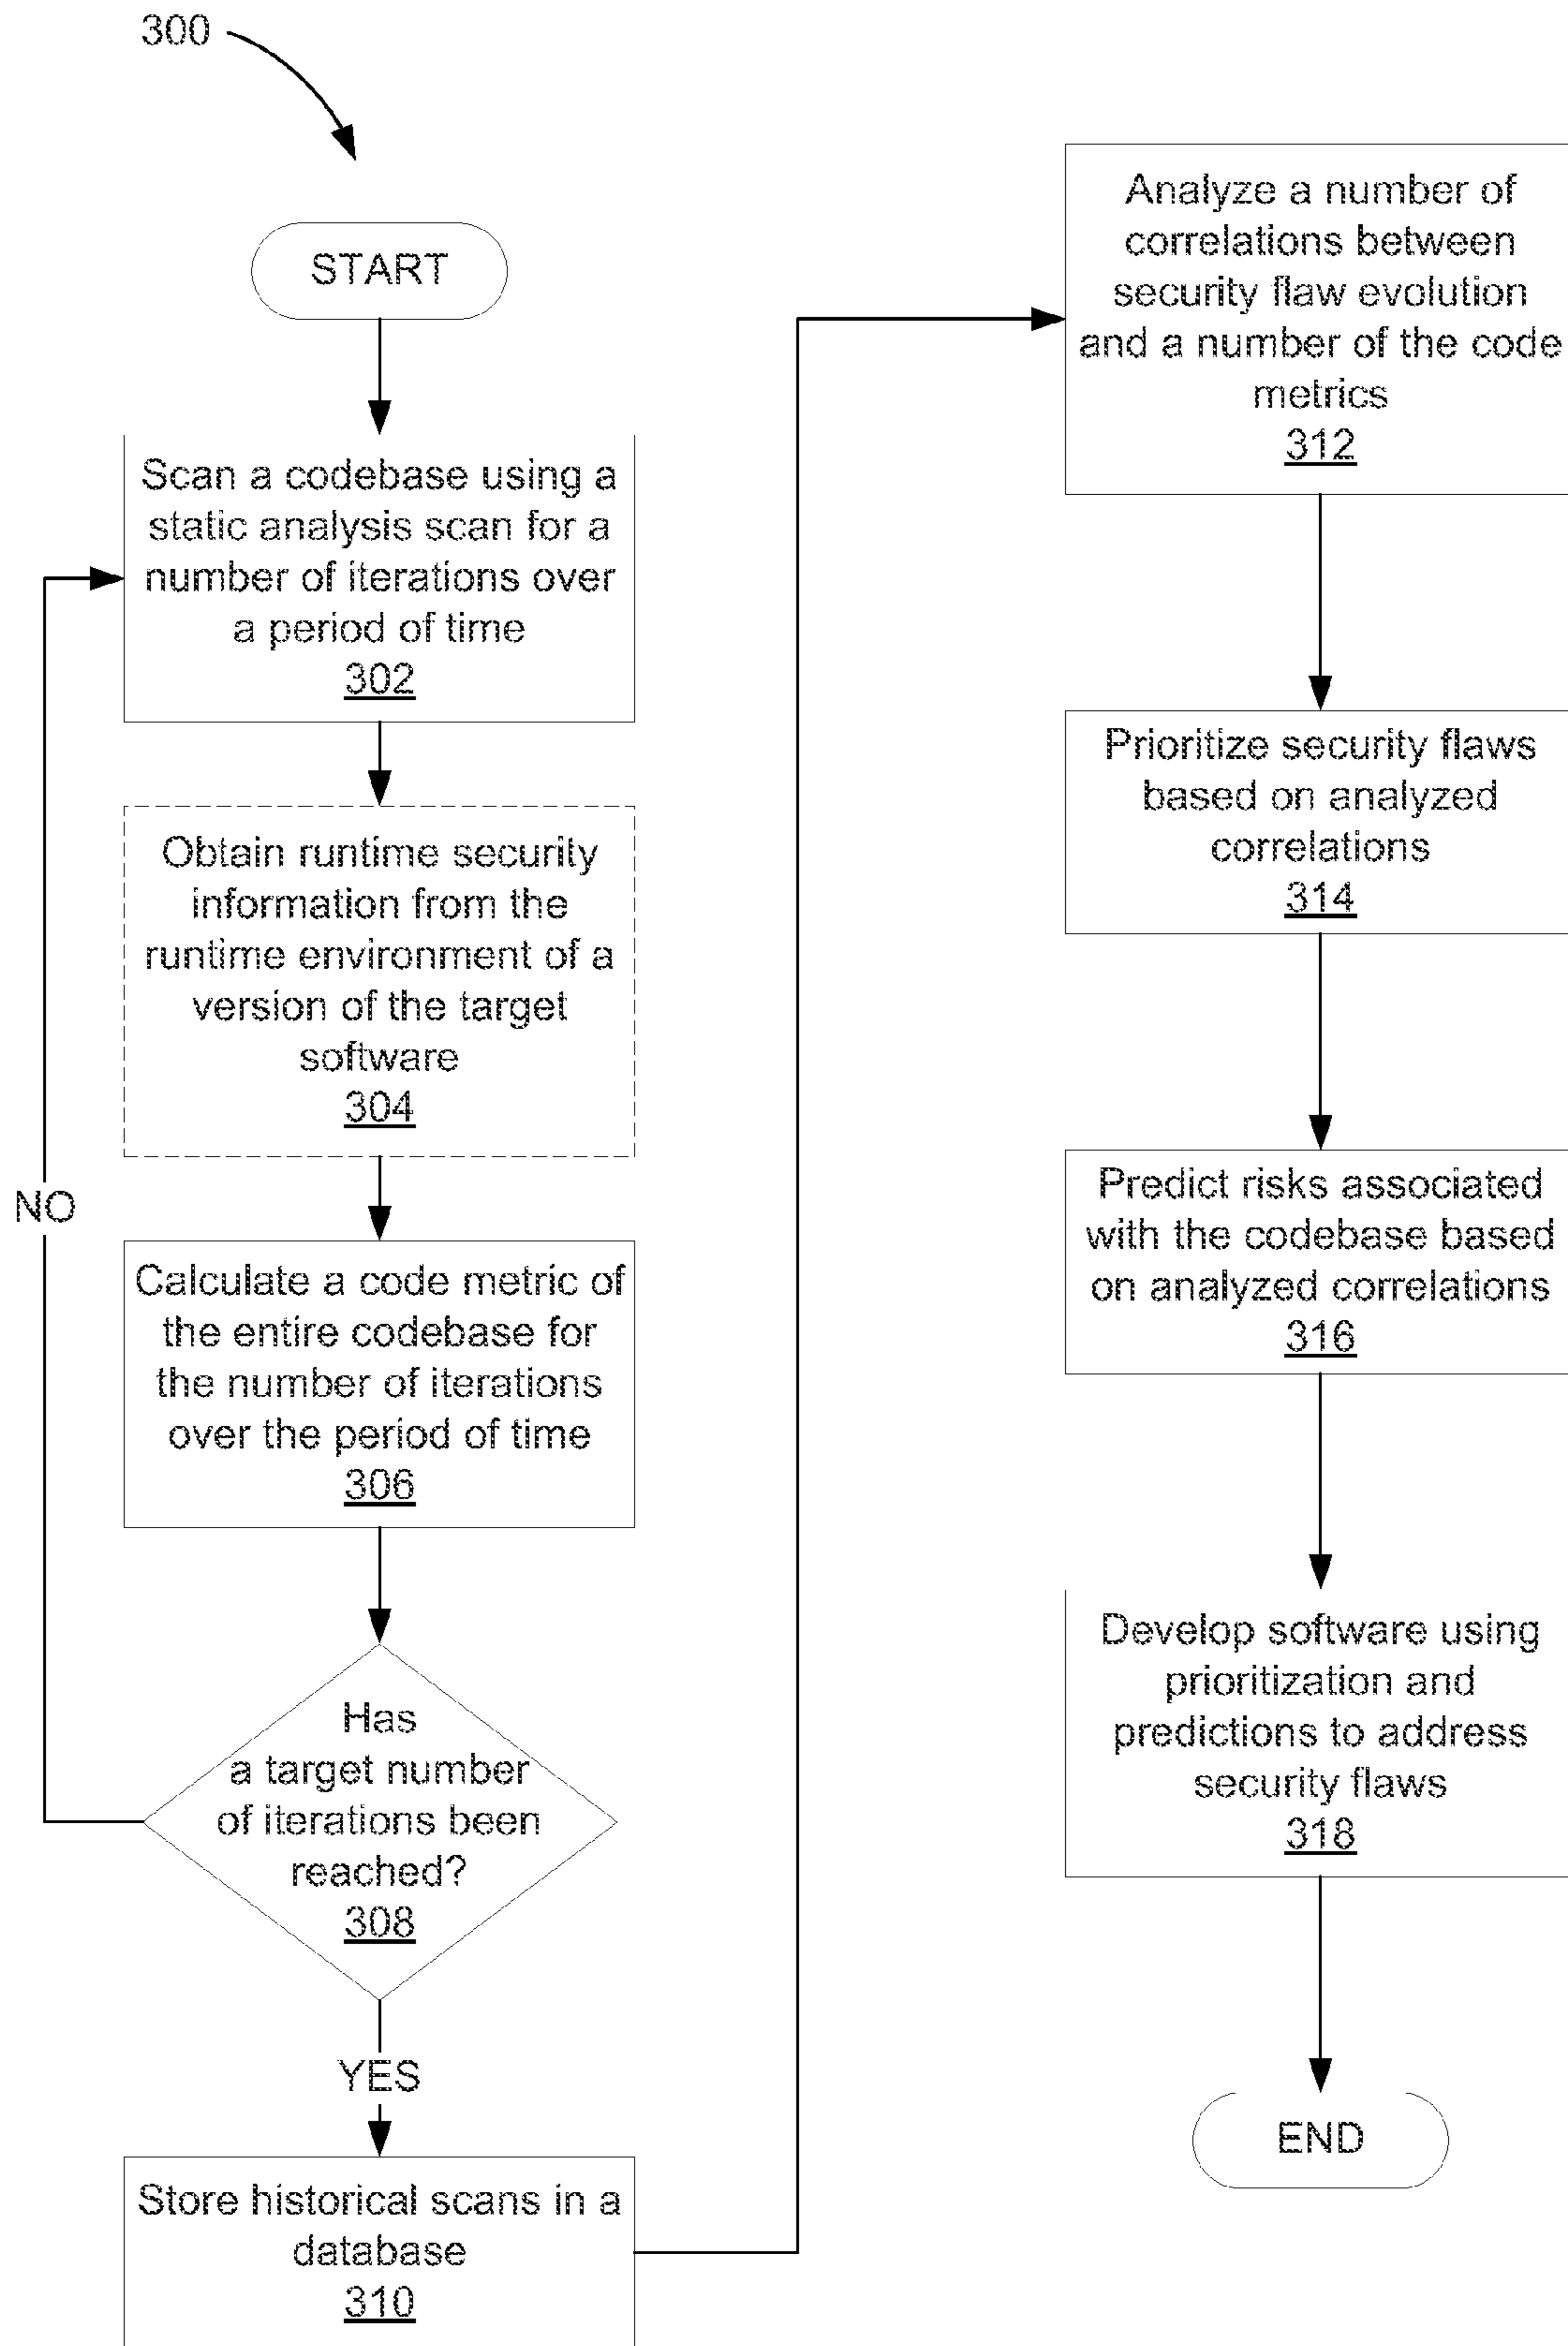 300
START
Scan a codebase using a
static analysis scan for a
number of iterations over
a period of time
302
Obtain runtime security
information from the
runtime environment of a
version of the target
software
304
NO
Calculate a code metric of
the entire codebase for
the number of iterations
over the period of time
306
Has
a target number
of iterations been
reached?
308
YES
Store historical scans in a
database
310
Analyze a number of
correlations between
security flaw evolution
and a number of the code
metrics
312
Prioritize security flaws
based on analyzed
correlations
314
Predict risks associated
with the codebase based
on analyzed correlations
316
Develop software using
prioritization and
predictions to address
security flaws
318
END